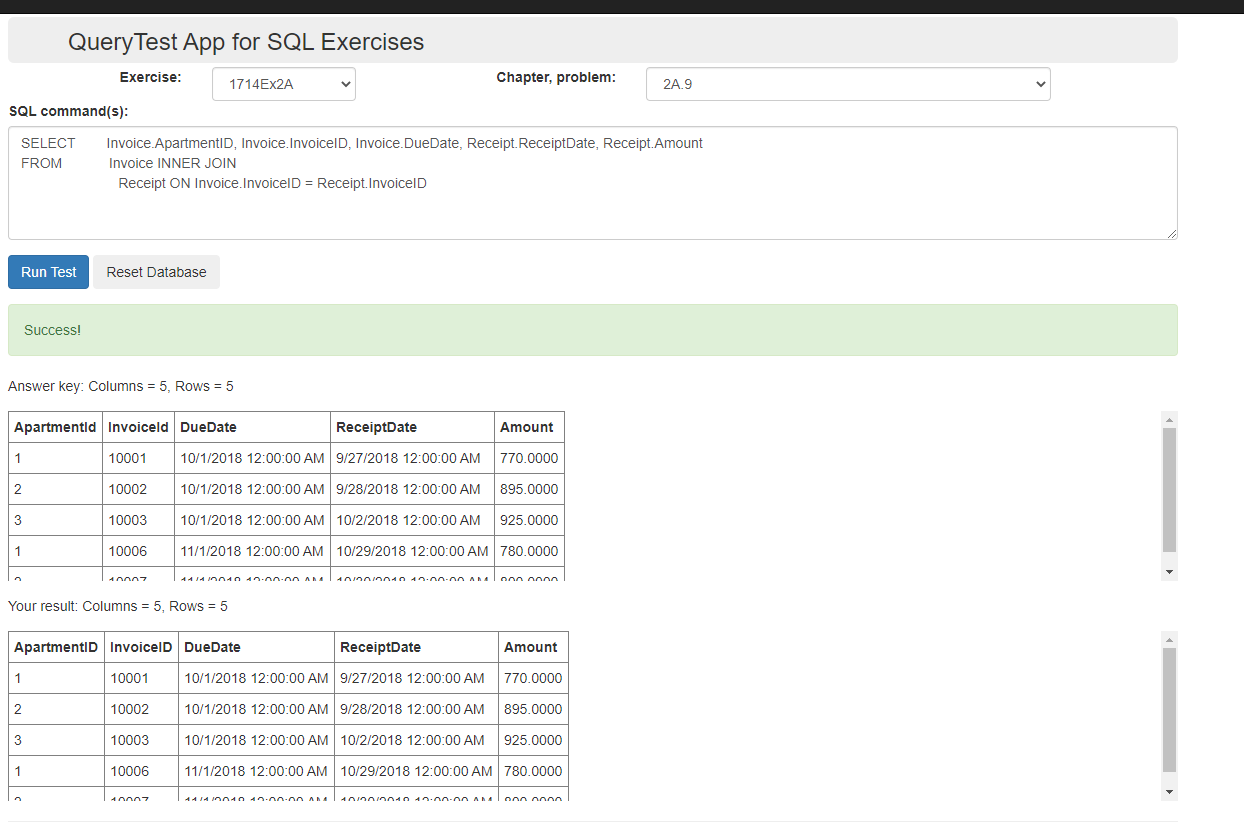 QueryTest App for SQL Exercises
Exercise: 1714Ex2A Chapter, problem: 2A.9
SQL command(s):
SELECT Invoice.ApartmentID, Invoice.InvoiceID, Invoice.DueDate, Receipt.ReceiptDate, Receipt.Amount
FROM Invoice INNER JOIN
Receipt ON Invoice.InvoiceID = Receipt.InvoiceID
Run Test Reset Database
Success!
Answer key: Columns = 5, Rows = 5
ApartmentId InvoiceId DueDate ReceiptDate Amount
1 10001 10/1/2018 12:00:00 AM 9/27/2018 12:00:00 AM 770.0000
2 10002 10/1/2018 12:00:00 AM 9/28/2018 12:00:00 AM 895.0000
3 10003 10/1/2018 12:00:00 AM 10/2/2018 12:00:00 AM 925.0000
1 10006 11/1/2018 12:00:00 AM 10/29/2018 12:00:00 AM 780.0000
Your result: Columns = 5, Rows = 5
ApartmentID InvoiceID DueDate ReceiptDate Amount
1 10001 10/1/2018 12:00:00 AM 9/27/2018 12:00:00 AM 770.0000
2 10002 10/1/2018 12:00:00 AM 9/28/2018 12:00:00 AM 895.0000
3 10003 10/1/2018 12:00:00 AM 10/2/2018 12:00:00 AM 925.0000
1 10006 11/1/2018 12:00:00 AM 10/29/2018 12:00:00 AM 780.0000